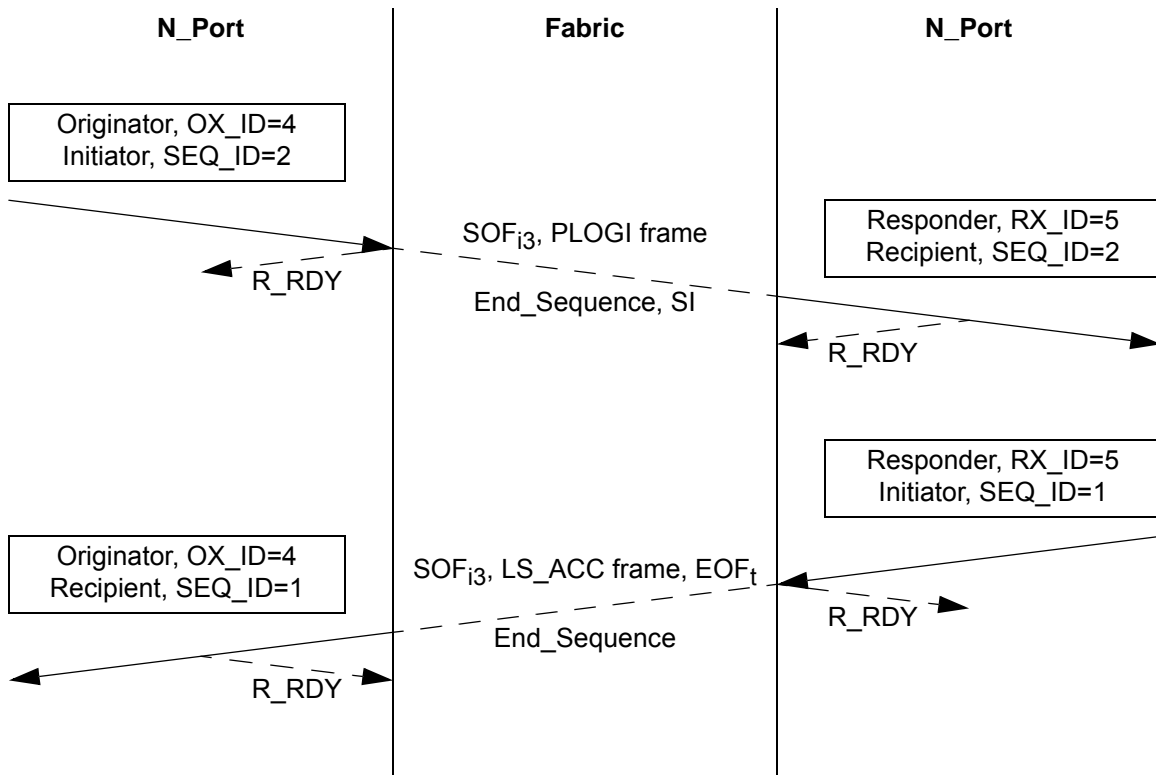 N_Port
Fabric
N_Port
Originator, OX_ID=4
Initiator, SEQ_ID=2
SOFi3, PLOGI frame
Responder, RX_ID=5
Recipient, SEQ_ID=2
R_RDY
End_Sequence, SI
R_RDY
Responder, RX_ID=5
Initiator, SEQ_ID=1
Originator, OX_ID=4
Recipient, SEQ_ID=1
SOFi3, LS_ACC frame, EOFt
R_RDY
End_Sequence
R_RDY